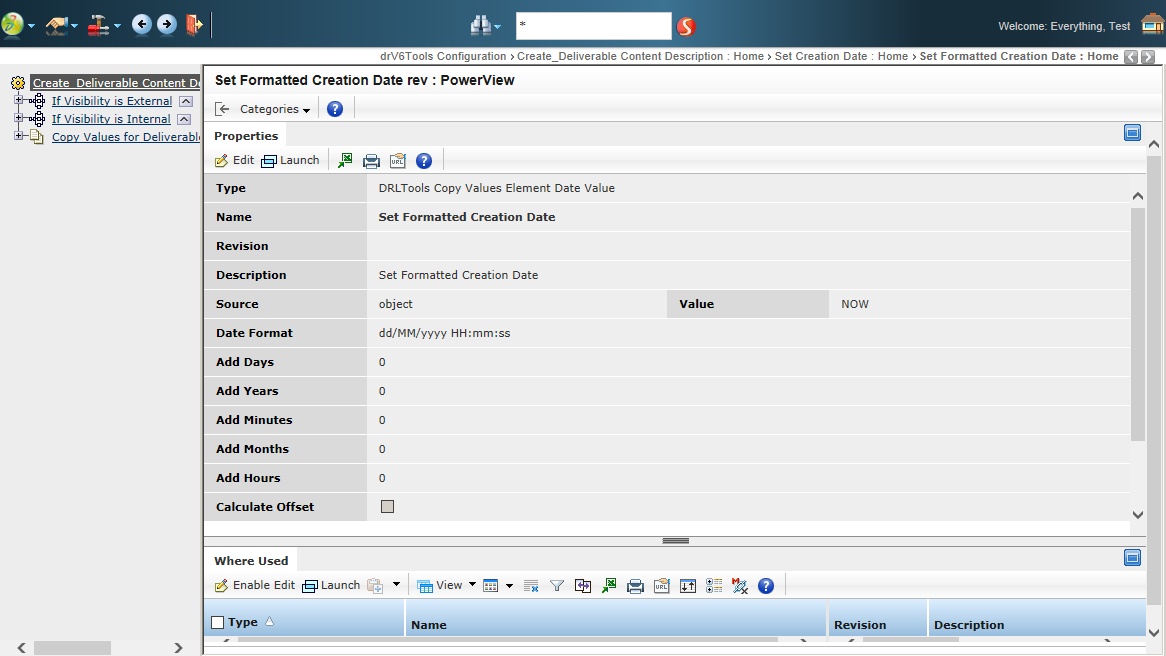 *
Welcome: Everything, Test
drV6Tools Configuration › Create_Deliverable Content Description : Home › Set Creation Date : Home › Set Formatted Creation Date : Home
Create_Deliverable Content De
If Visibility is External
If Visibility is Internal
Copy Values for Deliverable
Set Formatted Creation Date rev : PowerView
Categories
Properties
Edit Launch URL
Type DRLTools Copy Values Element Date Value
Name Set Formatted Creation Date
Revision
Description Set Formatted Creation Date
Source object Value NOW
Date Format dd/MM/yyyy HH:mm:ss
Add Days 0
Add Years 0
Add Minutes 0
Add Months 0
Add Hours 0
Calculate Offset
Where Used
Enable Edit Launch View URL
Type Name Revision Description